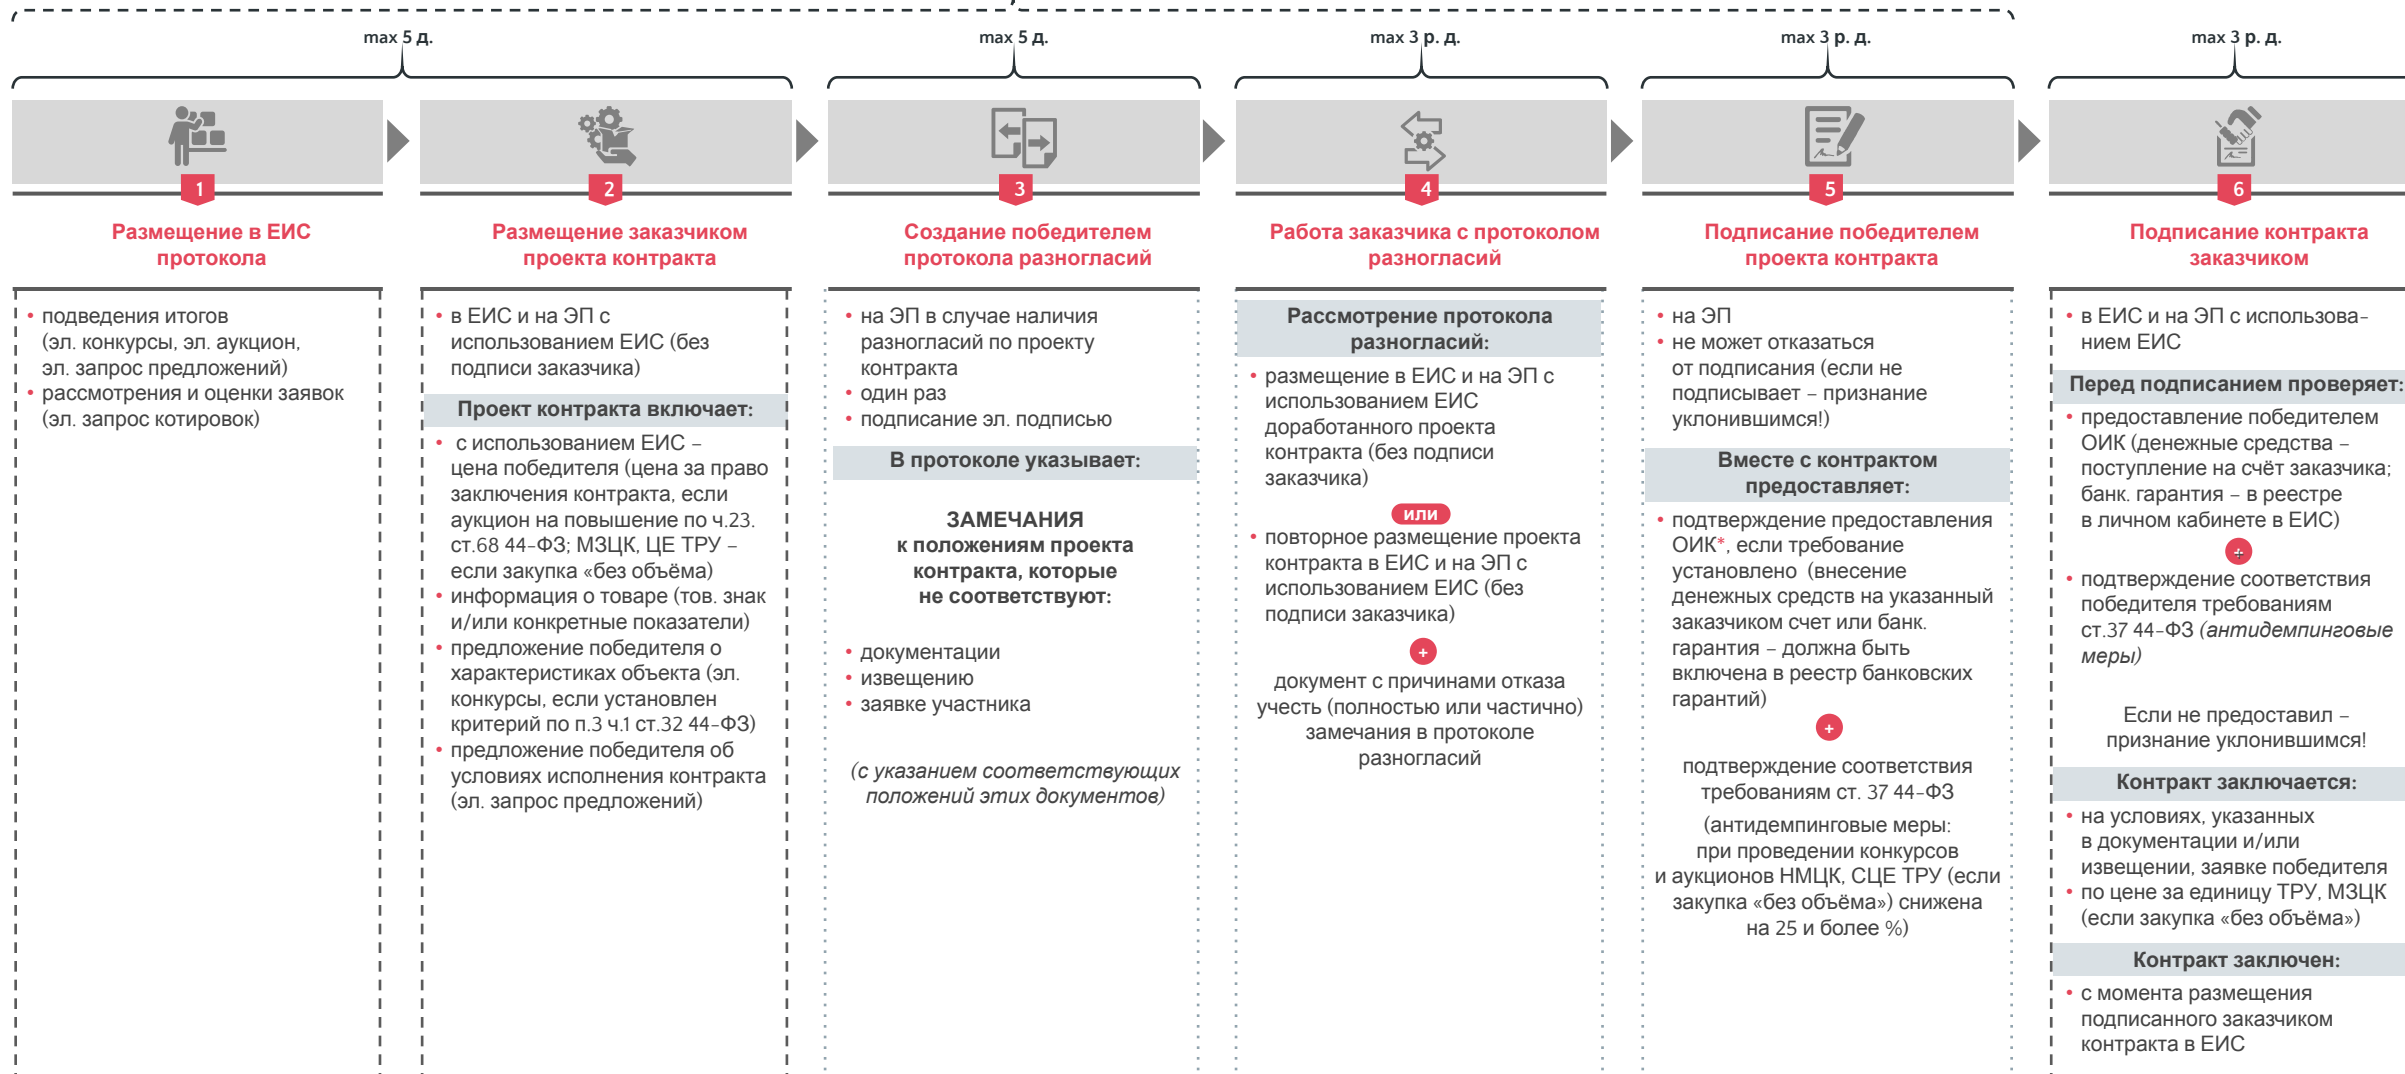 max 5 д.
max 5 д.
max 3 р. д.
max 3 р. д.
max 3 р. д.
1
Размещение в ЕИС
протокола
• подведения итогов
(эл. конкурсы, эл. аукцион,
эл. запрос предложений)
• рассмотрения и оценки заявок
(эл. запрос котировок)
2
Размещение заказчиком
проекта контракта
• в ЕИС и на ЭП с
использованием ЕИС (без
подписи заказчика)
Проект контракта включает:
• с использованием ЕИС –
цена победителя (цена за право
заключения контракта, если
аукцион на повышение по ч.23.
ст.68 44-ФЗ; МЗЦК, ЦЕ ТРУ –
если закупка «без объёма)
• информация о товаре (тов. знак
и/или конкретные показатели)
• предложение победителя о
характеристиках объекта (эл.
конкурсы, если установлен
критерий по п.3 ч.1 ст.32 44-ФЗ)
• предложение победителя об
условиях исполнения контракта
(эл. запрос предложений)
3
Создание победителем
протокола разногласий
• на ЭП в случае наличия
разногласий по проекту
контракта
• один раз
• подписание эл. подписью
В протоколе указывает:
ЗАМЕЧАНИЯ
к положениям проекта
контракта, которые
не соответствуют:
• документации
• извещению
• заявке участника
(с указанием соответствующих
положений этих документов)
4
Работа заказчика с протоколом
разногласий
Рассмотрение протокола
разногласий:
• размещение в ЕИС и на ЭП с
использованием ЕИС
доработанного проекта
контракта (без подписи
заказчика)
или
• повторное размещение проекта
контракта в ЕИС и на ЭП с
использованием ЕИС (без
подписи заказчика)
+
документ с причинами отказа
учесть (полностью или частично)
замечания в протоколе
разногласий
5
Подписание победителем
проекта контракта
• на ЭП
• не может отказаться
от подписания (если не
подписывает – признание
уклонившимся!)
Вместе с контрактом
предоставляет:
• подтверждение предоставления
ОИК*, если требование
установлено (внесение
денежных средств на указанный
заказчиком счет или банк.
гарантия – должна быть
включена в реестр банковских
гарантий)
+
подтверждение соответствия
требованиям ст. 37 44-ФЗ
(антидемпинговые меры:
при проведении конкурсов
и аукционов НМЦК, СЦЕ ТРУ (если
закупка «без объёма») снижена
на 25 и более %)
6
Подписание контракта
заказчиком
• в ЕИС и на ЭП с использова-
нием ЕИС
Перед подписанием проверяет:
• предоставление победителем
ОИК (денежные средства –
поступление на счёт заказчика;
банк. гарантия – в реестре
в личном кабинете в ЕИС)
+
• подтверждение соответствия
победителя требованиям
ст.37 44-ФЗ (антидемпинговые
меры)
Если не предоставил –
признание уклонившимся!
Контракт заключается:
• на условиях, указанных
в документации и/или
извещении, заявке победителя
• по цене за единицу ТРУ, МЗЦК
(если закупка «без объёма»)
Контракт заключен:
• с момента размещения
подписанного заказчиком
контракта в ЕИС